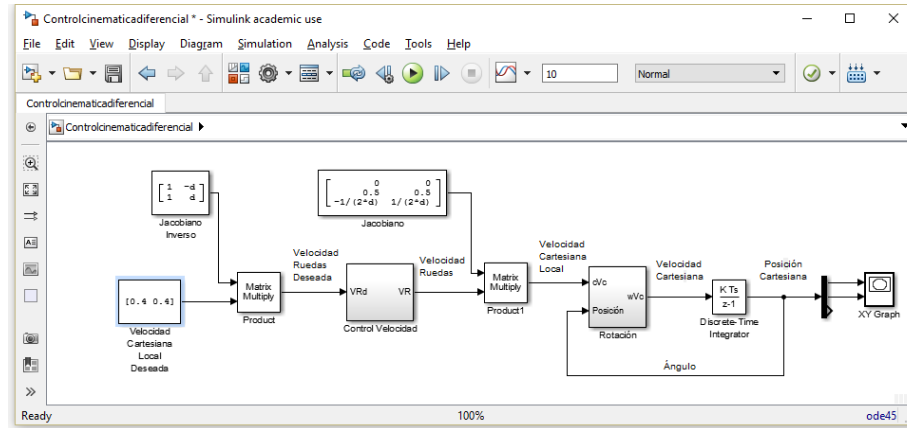 Controlcinematicadiferencial * - Simulink academic use
File Edit View Display Diagram Simulation Analysis Code Tools Help
10 Normal
Controlcinematicadiferencial
Controlcinematicadiferencial
1 -d
1 d
Jacobiano
Inverso
0 0
0.5 0.5
-1/(2*d) 1/(2*d)
Jacobiano
[0.4 0.4]
Velocidad
Cartesiana
Local
Deseada
Matrix
Multiply
Product
Velocidad
Ruedas
Deseada
VRd VR
Control Velocidad
Velocidad
Ruedas
Matrix
Multiply
Product1
Velocidad
Cartesiana
Local
cVc
wVc
Posición
Rotación
Velocidad
Cartesiana
K Ts
z-1
Discrete-Time
Integrator
Posición
Cartesiana
XY Graph
Ángulo
Ready 100% ode45